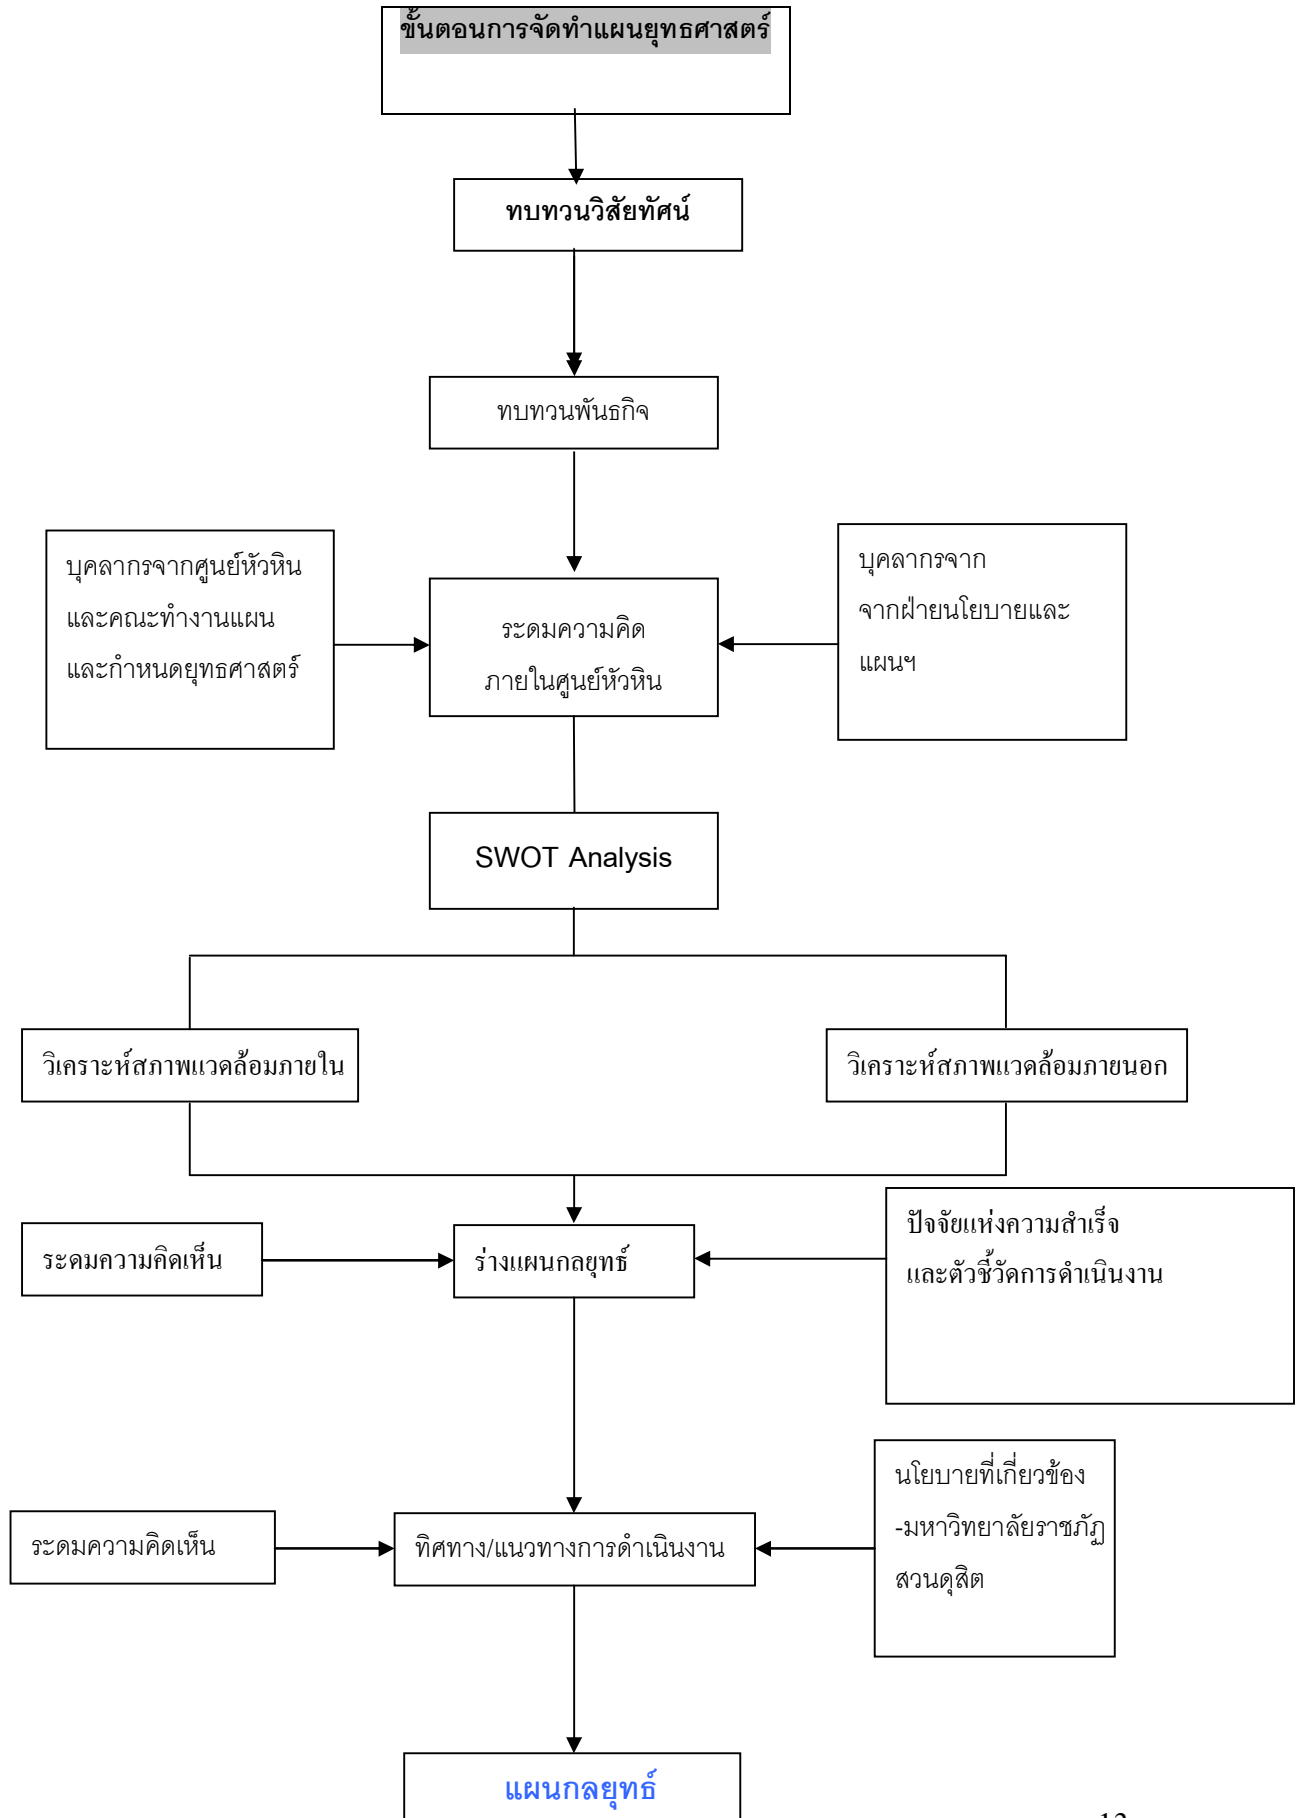 ขั้นตอนการจัดทำแผนยุทธศาสตร์
ทบทวนวิสัยทัศน์
ทบทวนพันธกิจ
บุคลากรจากศูนย์หัวหิน
และคณะทำงานแผน
และกำหนดยุทธศาสตร์
ระดมความคิด
ภายในศูนย์หัวหิน
บุคลากรจาก
จากฝ่ายนโยบายและ
แผนฯ
SWOT Analysis
วิเคราะห์สภาพแวดล้อมภายใน
วิเคราะห์สภาพแวดล้อมภายนอก
ระดมความคิดเห็น
ร่างแผนกลยุทธ์
ปัจจัยแห่งความสำเร็จ
และตัวชี้วัดการดำเนินงาน
ระดมความคิดเห็น
ทิศทาง/แนวทางการดำเนินงาน
นโยบายที่เกี่ยวข้อง
-มหาวิทยาลัยราชภัฏ
สวนดุสิต
แผนกลยุทธ์